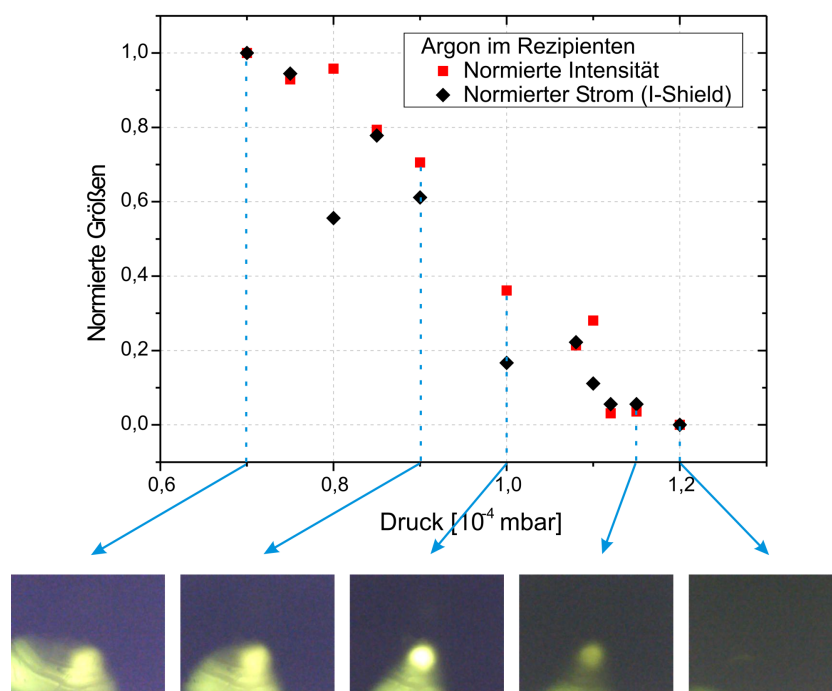 Argon im Rezipienten
Normierte Intensität
Normierter Strom (I-Shield)
Normierte Größen
1,0
0,8
0,6
0,4
0,2
0,0
0,6
0,8
1,0
1,2
Druck [10⁻⁴ mbar]